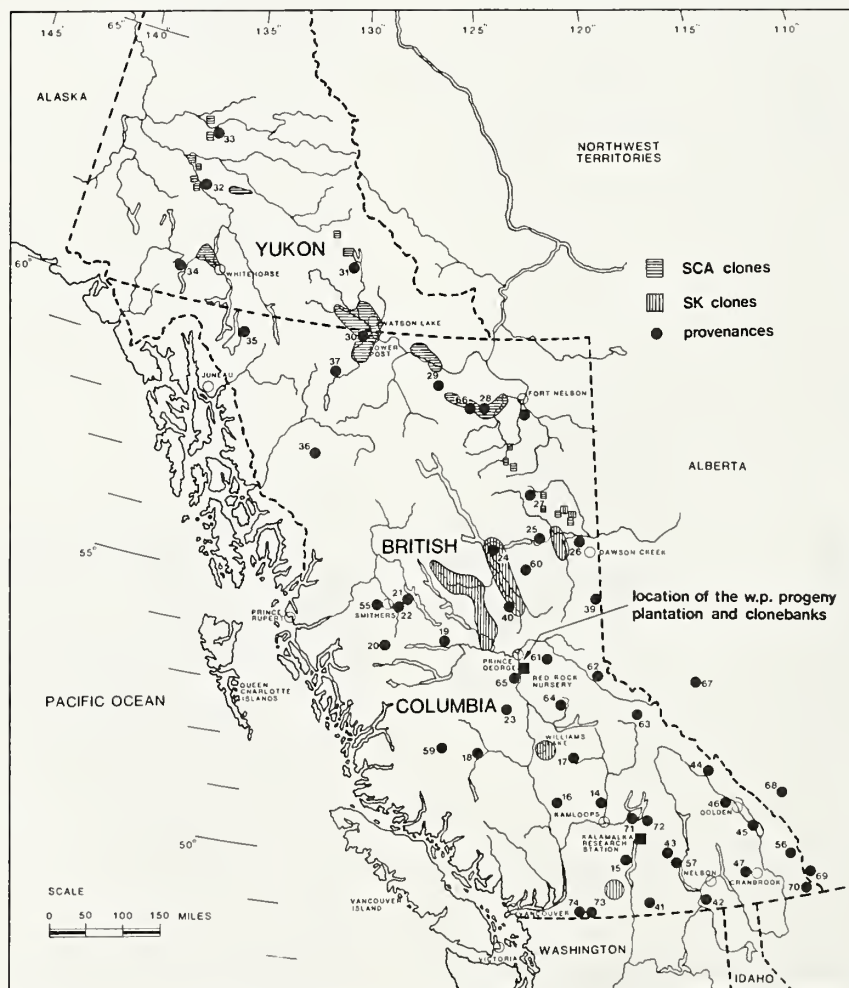 145°
140°
135°
130°
125°
120°
115°
110°
65°
ALASKA
33
NORTHWEST
TERRITORIES
32
YUKON
60°
34
WHITEHORSE
31
SCA clones
SK clones
provenances
WATSON LAKE
35
30
LOWER
POST
JUNEAU
37
29
FORT NELSON
66
28
36
ALBERTA
27
25
55°
BRITISH
24
26
DAWSON CREEK
60
location of the w.p. progeny
plantation and clonebanks
21
55
22
SMITHERS
40
39
PRINCE
RUPERT
20
19
PRINCE
GEORGE
61
62
65
RED ROCK
NURSERY
67
QUEEN
CHARLOTTE
ISLANDS
PACIFIC OCEAN
COLUMBIA
64
23
63
WILLIAMS
LAKE
59
18
17
44
68
16
14
46
GOLDEN
KAMLOOPS
45
71
72
50°
KALAMALKA
RESEARCH
STATION
43
56
15
57
47
69
NELSON
CRANBROOK
70
SCALE
0 50 100 150 MILES
VANCOUVER
ISLAND
VANCOUVER
74
73
41
42
WASHINGTON
VICTORIA
IDAHO